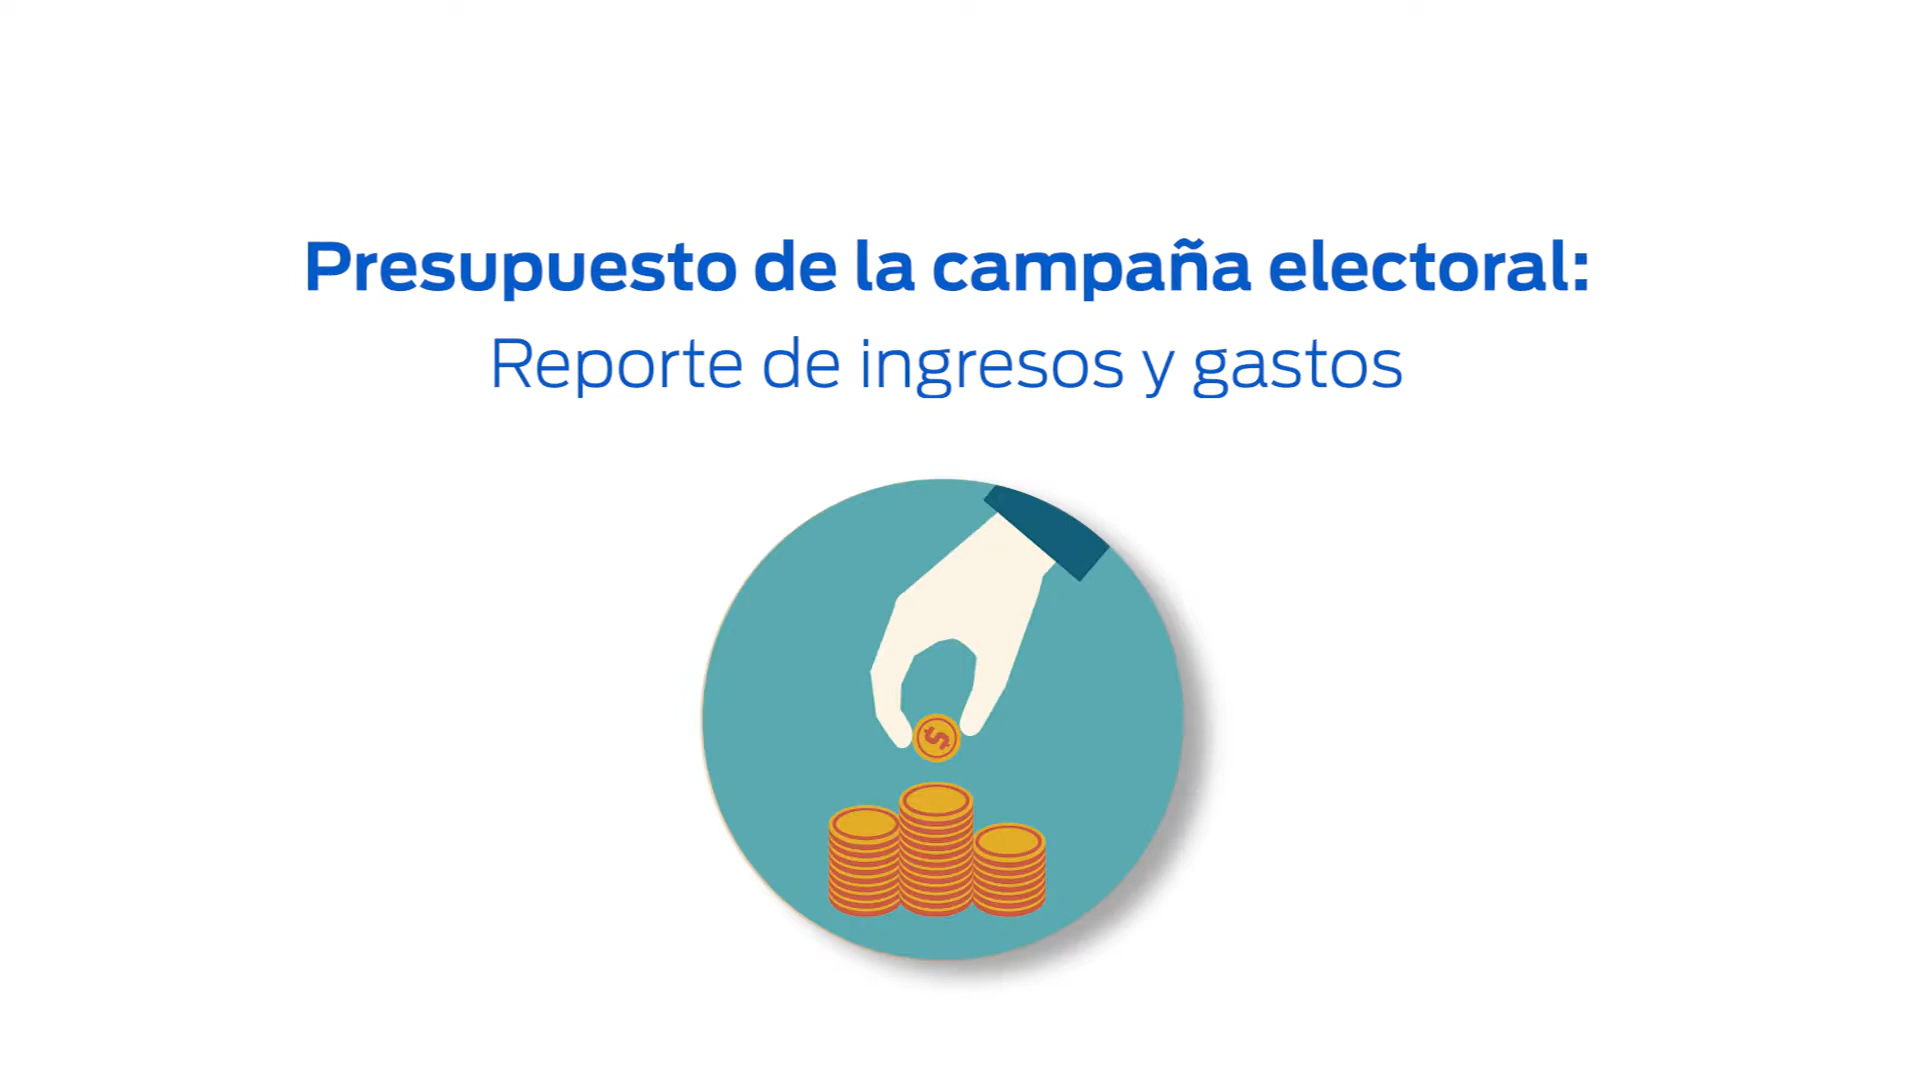 Presupuesto de la campaña electoral:
Reporte de ingresos y gastos
$